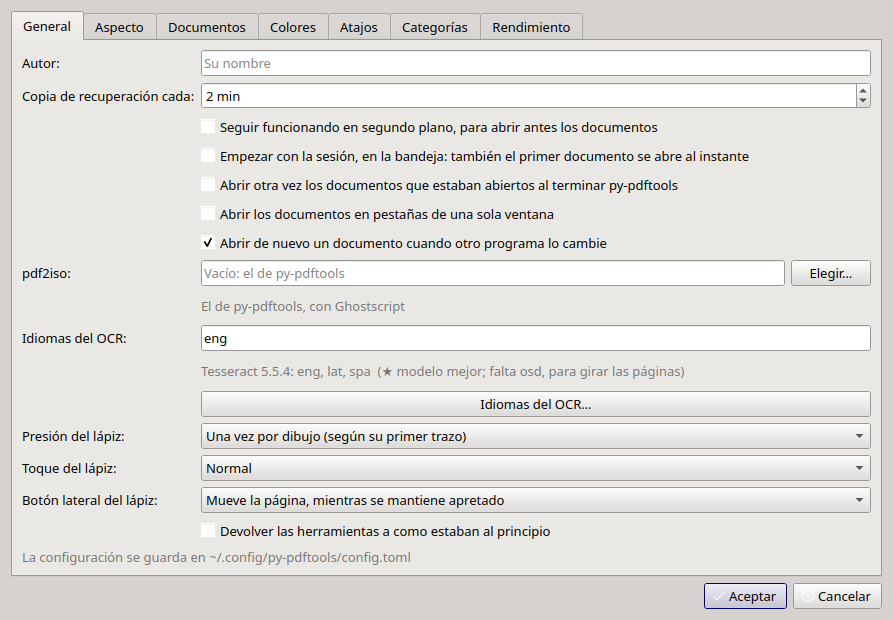 General Aspecto Documentos Colores Atajos Categorías Rendimiento
Autor: Su nombre
Copia de recuperación cada: 2 min
Seguir funcionando en segundo plano, para abrir antes los documentos
Empezar con la sesión, en la bandeja: también el primer documento se abre al instante
Abrir otra vez los documentos que estaban abiertos al terminar py-pdftools
Abrir los documentos en pestañas de una sola ventana
Abrir de nuevo un documento cuando otro programa lo cambie
pdf2iso: Vacío: el de py-pdftools Elegir...
El de py-pdftools, con Ghostscript
Idiomas del OCR: eng
Tesseract 5.5.4: eng, lat, spa (★ modelo mejor; falta osd, para girar las páginas)
Idiomas del OCR...
Presión del lápiz: Una vez por dibujo (según su primer trazo)
Toque del lápiz: Normal
Botón lateral del lápiz: Mueve la página, mientras se mantiene apretado
Devolver las herramientas a como estaban al principio
La configuración se guarda en ~/.config/py-pdftools/config.toml
Aceptar Cancelar